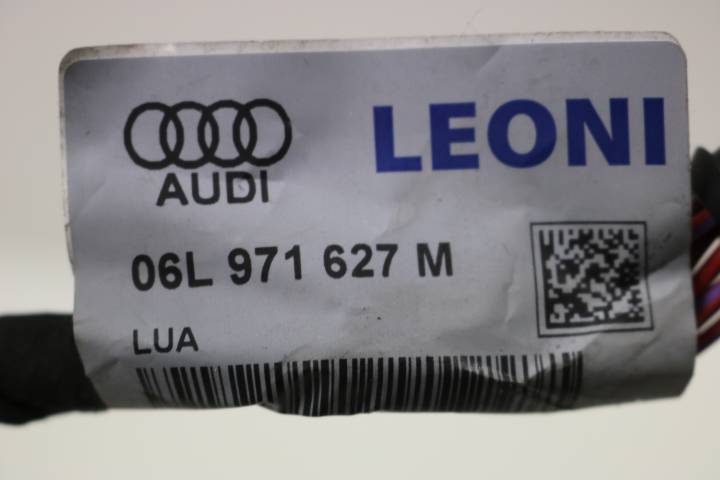 LEONI
AUDI
06L 971 627 M
LUA